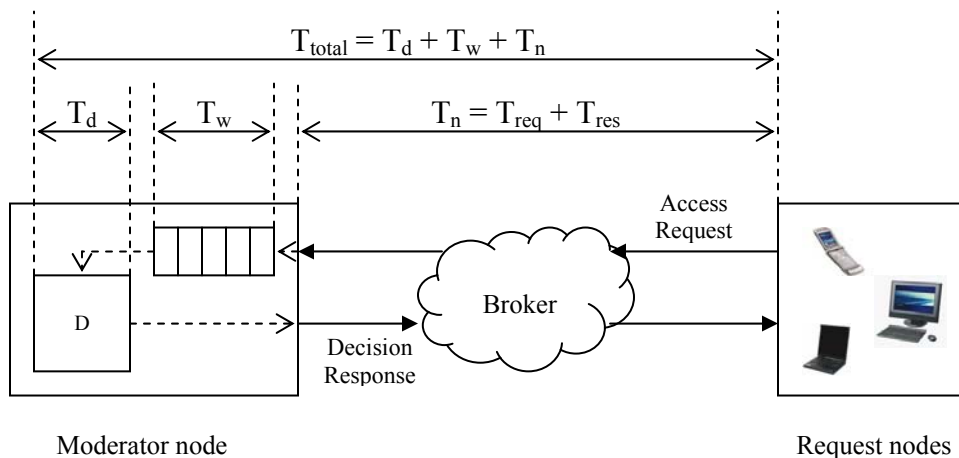 T_total = T_d + T_w + T_n
T_d
T_w
T_n = T_req + T_res
Access
Request
Broker
D
Decision
Response
Moderator node
Request nodes